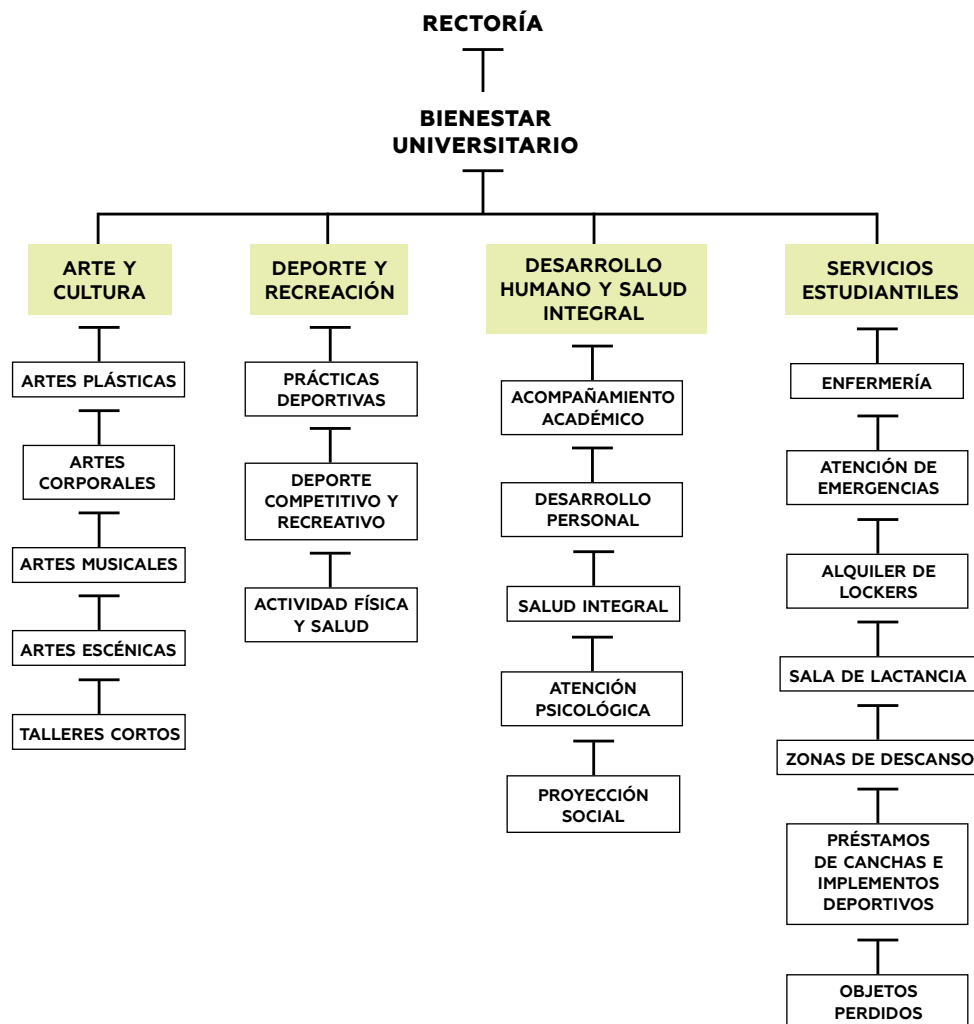 RECTORÍA
BIENESTAR
UNIVERSITARIO
ARTE Y
CULTURA
ARTES PLÁSTICAS
ARTES
CORPORALES
ARTES MUSICALES
ARTES ESCÉNICAS
TALLERES CORTOS
DEPORTE Y
RECREACIÓN
PRÁCTICAS
DEPORTIVAS
DEPORTE
COMPETITIVO Y
RECREATIVO
ACTIVIDAD FÍSICA
Y SALUD
DESARROLLO
HUMANO Y SALUD
INTEGRAL
ACOMPAÑAMIENTO
ACADÉMICO
DESARROLLO
PERSONAL
SALUD INTEGRAL
ATENCIÓN
PSICOLÓGICA
PROYECCIÓN
SOCIAL
SERVICIOS
ESTUDIANTILES
ENFERMERÍA
ATENCIÓN DE
EMERGENCIAS
ALQUILER DE
LOCKERS
SALA DE LACTANCIA
ZONAS DE DESCANSO
PRÉSTAMOS
DE CANCHAS E
IMPLEMENTOS
DEPORTIVOS
OBJETOS
PERDIDOS